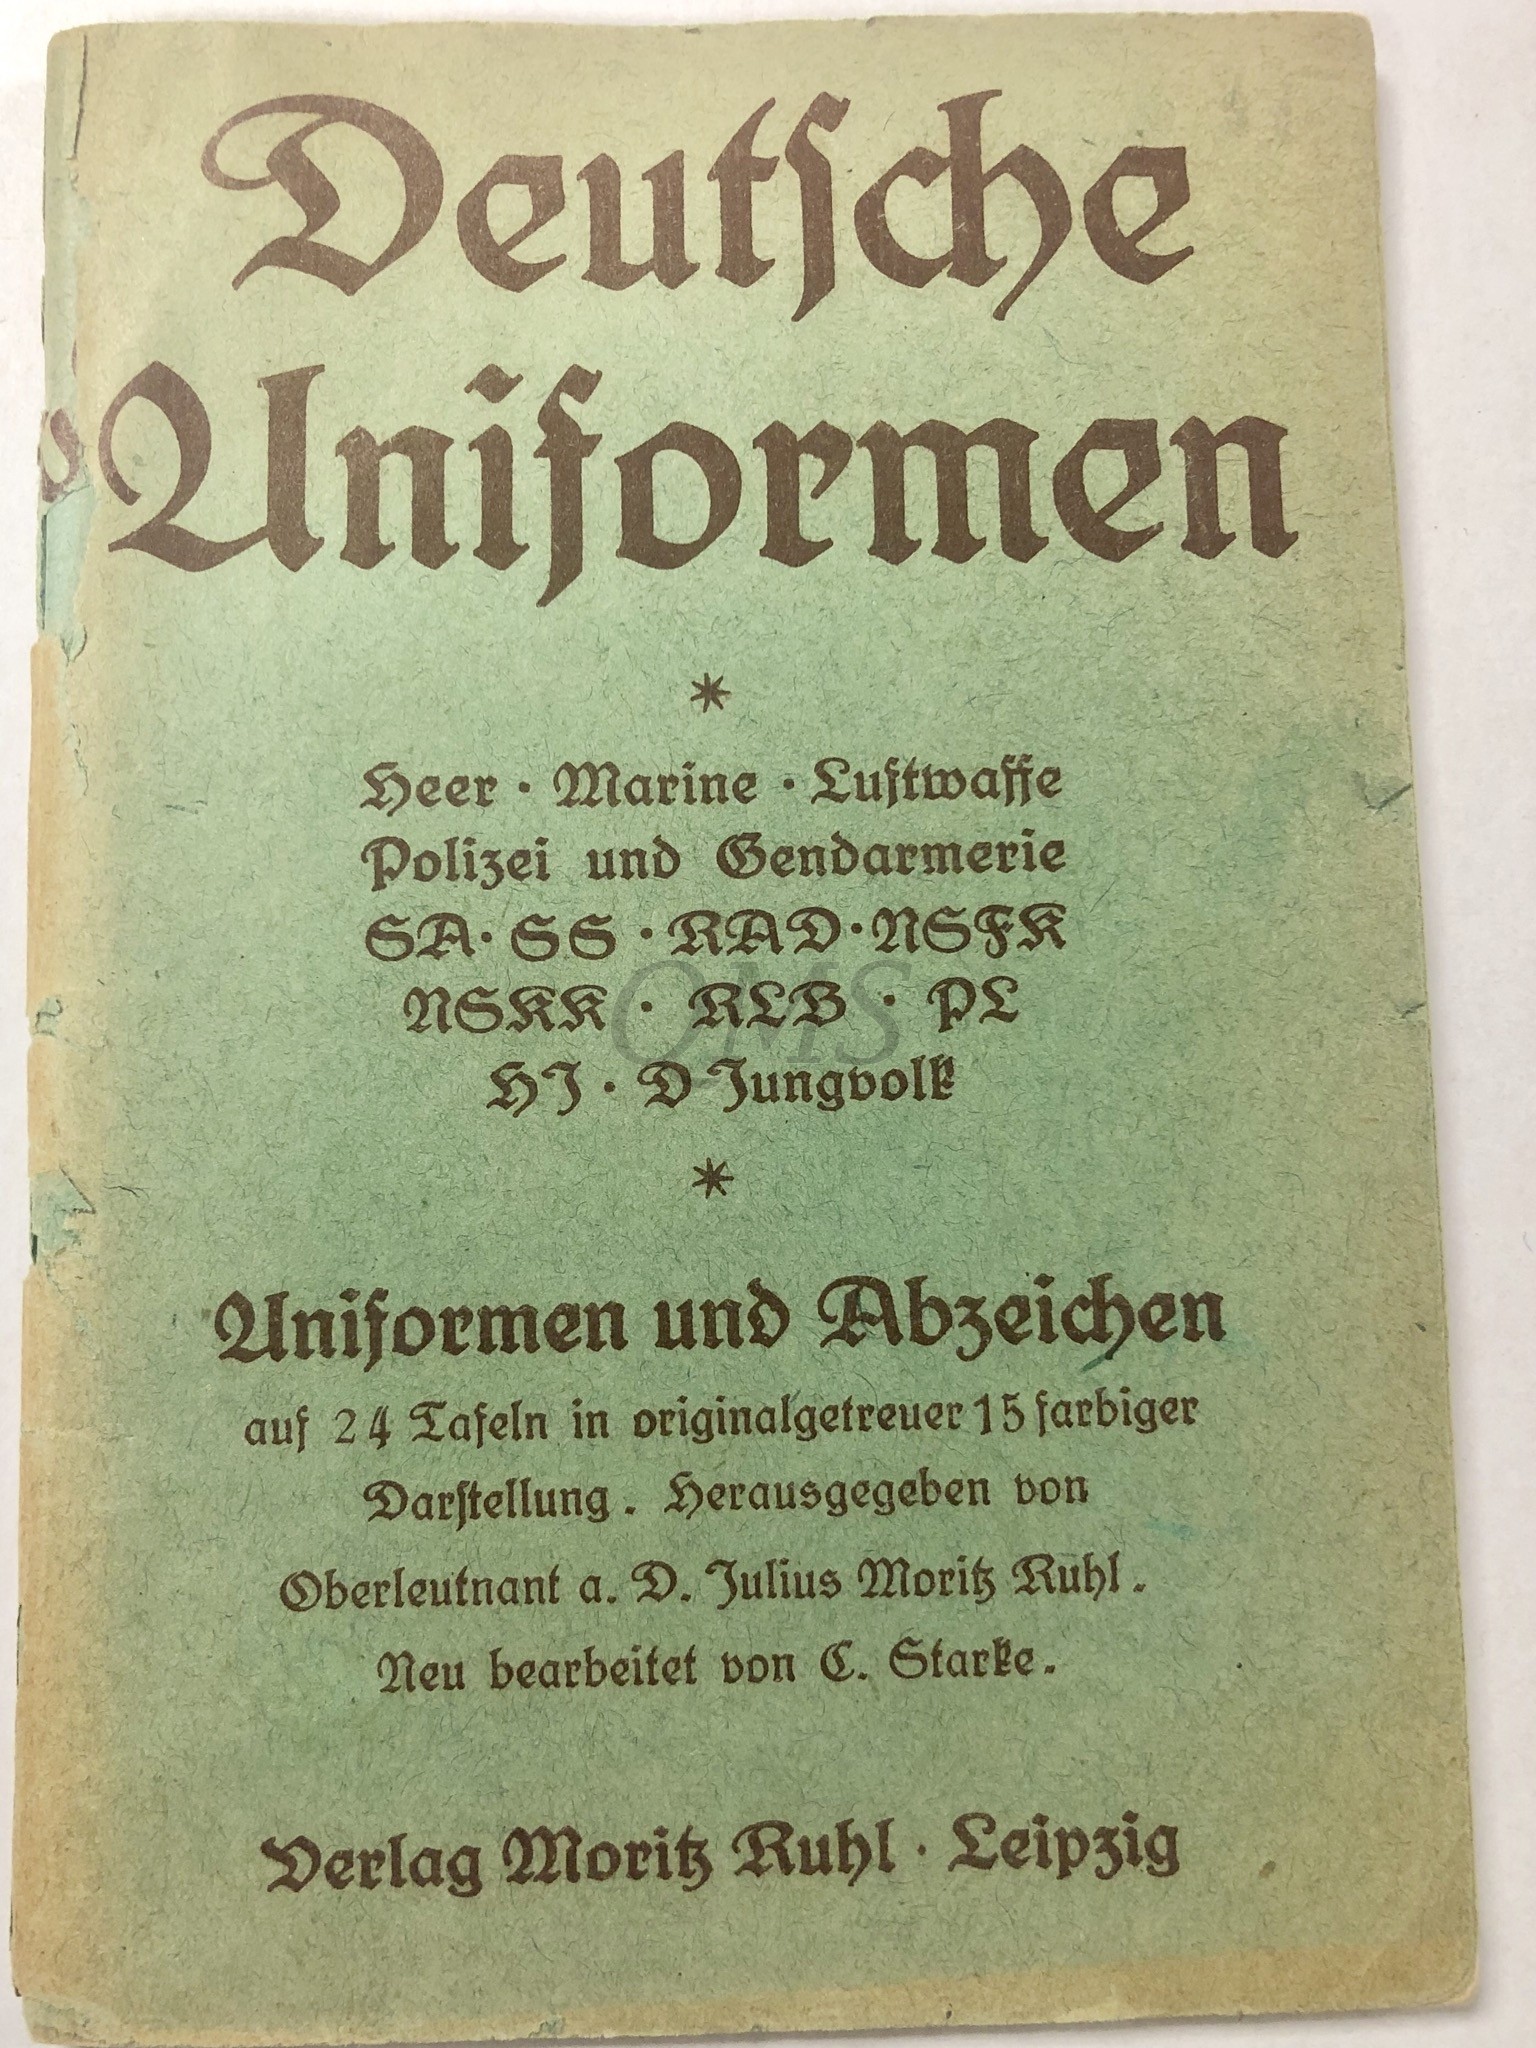 Deutsche
Uniformen
*
Heer · Marine · Luftwaffe
Polizei und Gendarmerie
SA · SS · RAD · NSFK
NSKK · RLB · PL
HJ · D Jungvolk
*
Uniformen und Abzeichen
auf 24 Tafeln in originalgetreuer 15 farbiger
Darstellung. Herausgegeben von
Oberleutnant a. D. Julius Moritz Ruhl.
Neu bearbeitet von C. Starke.
Verlag Moritz Ruhl · Leipzig
QMS